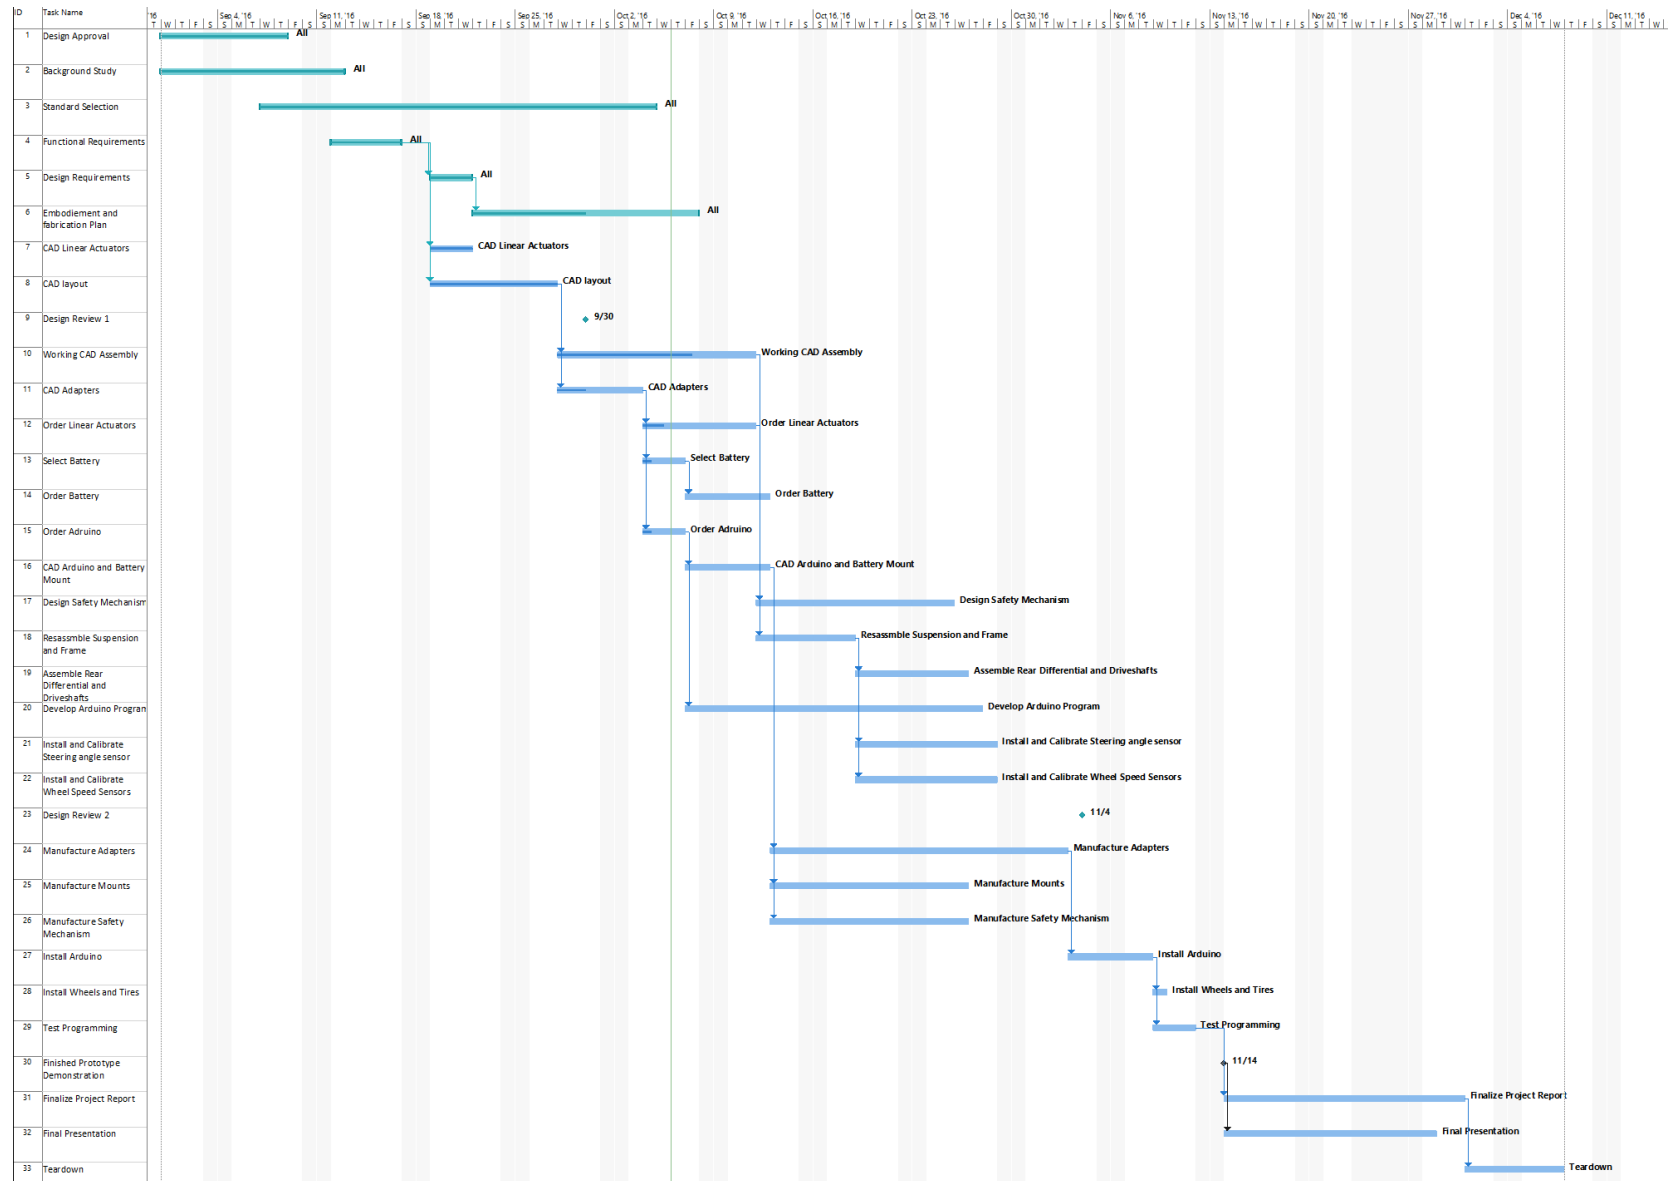 ID Task Name '16 Sep 4, '16 Sep 11, '16 Sep 18, '16 Sep 25, '16 Oct 2, '16 Oct 9, '16 Oct 16, '16 Oct 23, '16 Oct 30, '16 Nov 6, '16 Nov 13, '16 Nov 20, '16 Nov 27, '16 Dec 4, '16 Dec 11, '16
T W T F S S M T W T F S S M T W T F S S M T W T F S S M T W T F S S M T W T F S S M T W T F S S M T W T F S S M T W T F S S M T W T F S S M T W T F S S M T W T F S S M T W T F S S M T W T F S S M T W T F S S M T W
1 Design Approval All
2 Background Study All
3 Standard Selection All
4 Functional Requirements All
5 Design Requirements All
6 Embodiement and All
fabrication Plan
7 CAD Linear Actuators CAD Linear Actuators
8 CAD layout CAD layout
9 Design Review 1 9/30
10 Working CAD Assembly Working CAD Assembly
11 CAD Adapters CAD Adapters
12 Order Linear Actuators Order Linear Actuators
13 Select Battery Select Battery
14 Order Battery Order Battery
15 Order Adruino Order Adruino
16 CAD Arduino and Battery CAD Arduino and Battery Mount
Mount
17 Design Safety Mechanism Design Safety Mechanism
18 Resassmble Suspension Resassmble Suspension and Frame
and Frame
19 Assemble Rear Assemble Rear Differential and Driveshafts
Differential and
Driveshafts
20 Develop Arduino Program Develop Arduino Program
21 Install and Calibrate Install and Calibrate Steering angle sensor
Steering angle sensor
22 Install and Calibrate Install and Calibrate Wheel Speed Sensors
Wheel Speed Sensors
23 Design Review 2 11/4
24 Manufacture Adapters Manufacture Adapters
25 Manufacture Mounts Manufacture Mounts
26 Manufacture Safety Manufacture Safety Mechanism
Mechanism
27 Install Arduino Install Arduino
28 Install Wheels and Tires Install Wheels and Tires
29 Test Programming Test Programming
30 Finished Prototype 11/14
Demonstration
31 Finalize Project Report Finalize Project Report
32 Final Presentation Final Presentation
33 Teardown Teardown